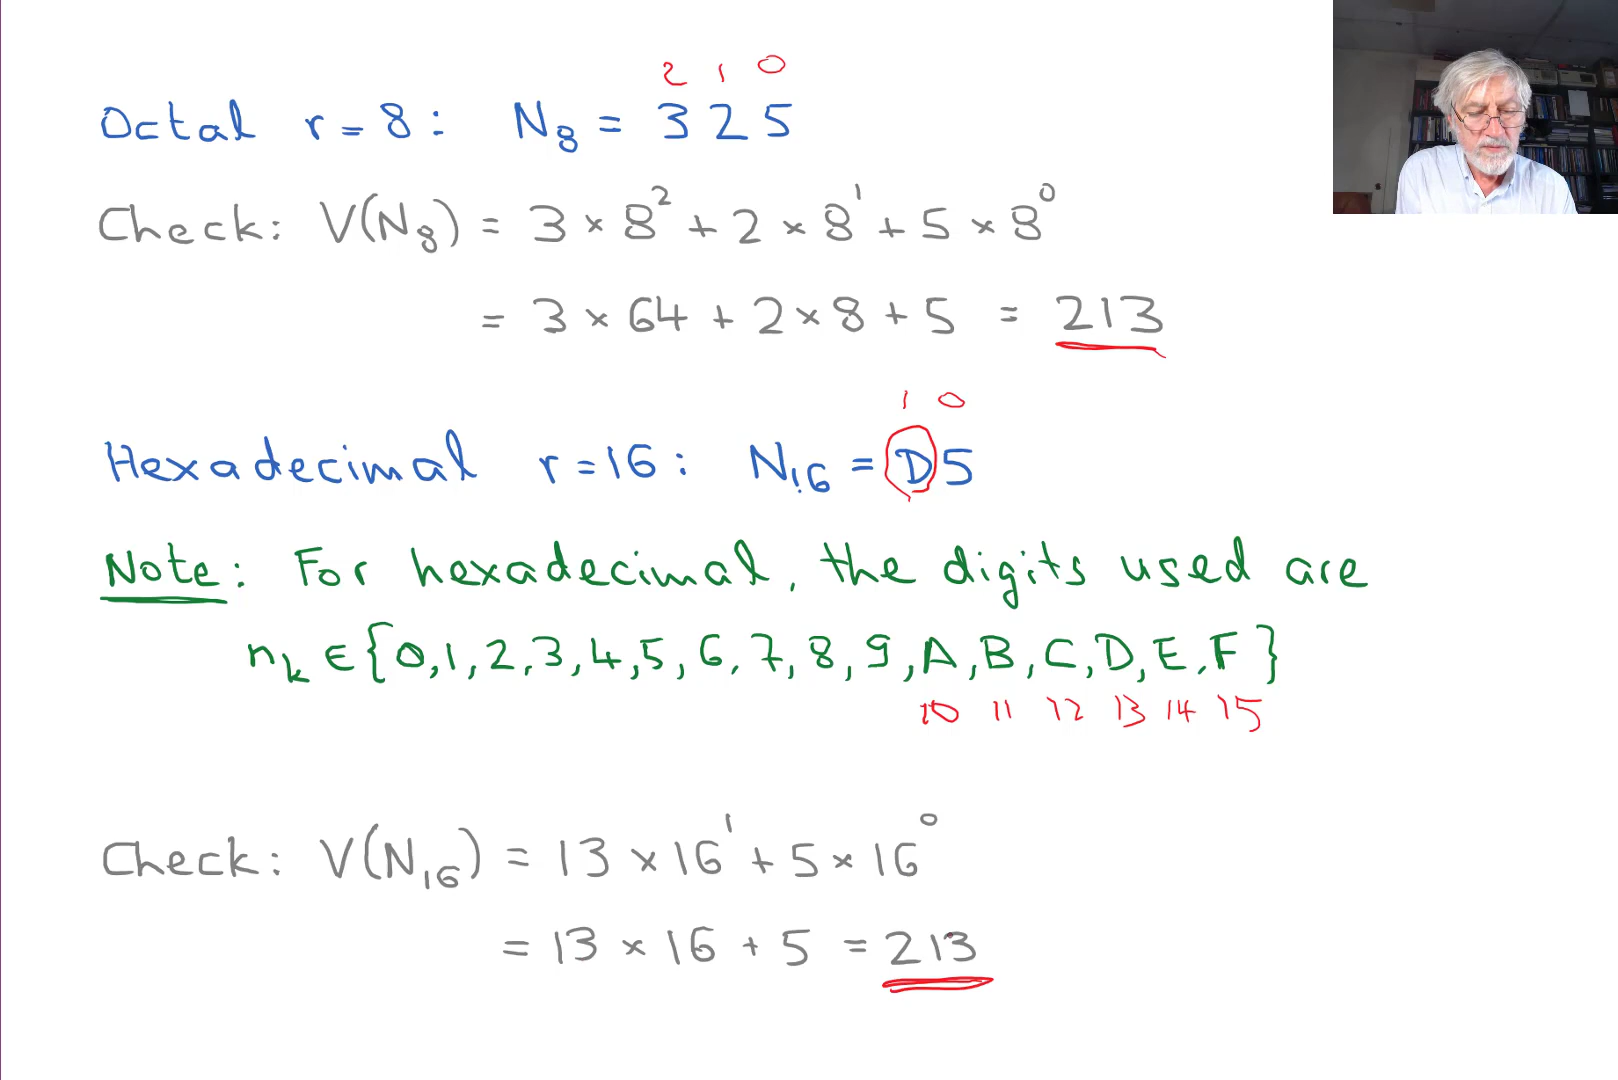 2 1 0
Octal r = 8 : N₈ = 3 2 5
Check: V(N₈) = 3 × 8² + 2 × 8¹ + 5 × 8⁰
= 3 × 64 + 2 × 8 + 5 = 213
1 0
Hexadecimal r = 16 : N₁₆ = D5
Note: For hexadecimal, the digits used are
nₖ ∈ {0, 1, 2, 3, 4, 5, 6, 7, 8, 9, A, B, C, D, E, F}
10 11 12 13 14 15
Check: V(N₁₆) = 13 × 16¹ + 5 × 16⁰
= 13 × 16 + 5 = 213